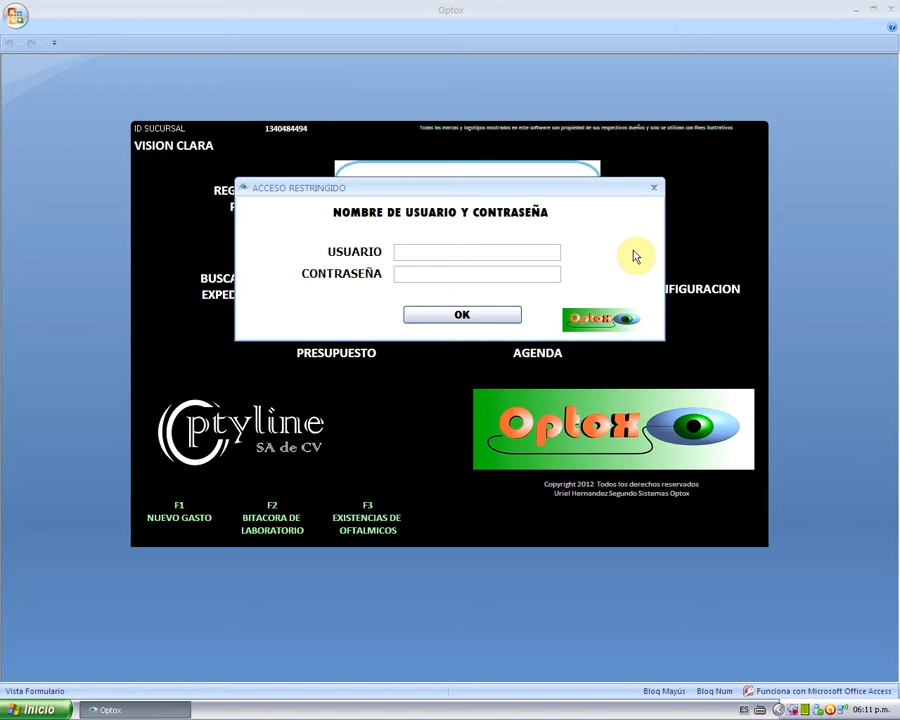 Optox
ID SUCURSAL 1340484494 Todas las marcas y logotipos mostrados en este software son propiedad de sus respectivos dueños y solo se utilizan con fines ilustrativos
VISION CLARA
REG
ACCESO RESTRINGIDO
NOMBRE DE USUARIO Y CONTRASEÑA
USUARIO
CONTRASEÑA
OK
Optox
BUSCA
EXPED
IFIGURACION
PRESUPUESTO AGENDA
Optyline
SA de CV
Optox
Copyright 2012 Todos los derechos reservados
Uriel Hernandez Segundo Sistemas Optox
F1 F2 F3
NUEVO GASTO BITACORA DE EXISTENCIAS DE
LABORATORIO OFTALMICOS
Vista Formulario Bloq Mayús Bloq Num Funciona con Microsoft Office Access
Inicio Optox ES 06:11 p.m.